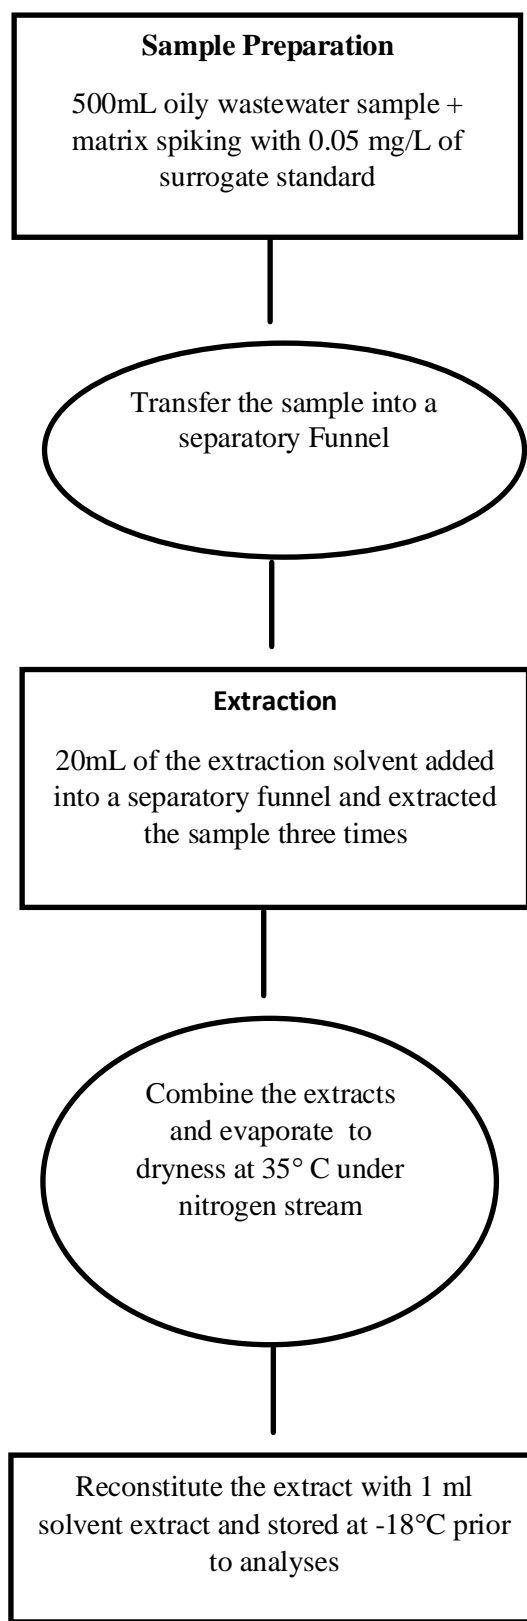 Sample Preparation
500mL oily wastewater sample +
matrix spiking with 0.05 mg/L of
surrogate standard
Transfer the sample into a
separatory Funnel
Extraction
20mL of the extraction solvent added
into a separatory funnel and extracted
the sample three times
Combine the extracts
and evaporate to
dryness at 35° C under
nitrogen stream
Reconstitute the extract with 1 ml
solvent extract and stored at -18°C prior
to analyses